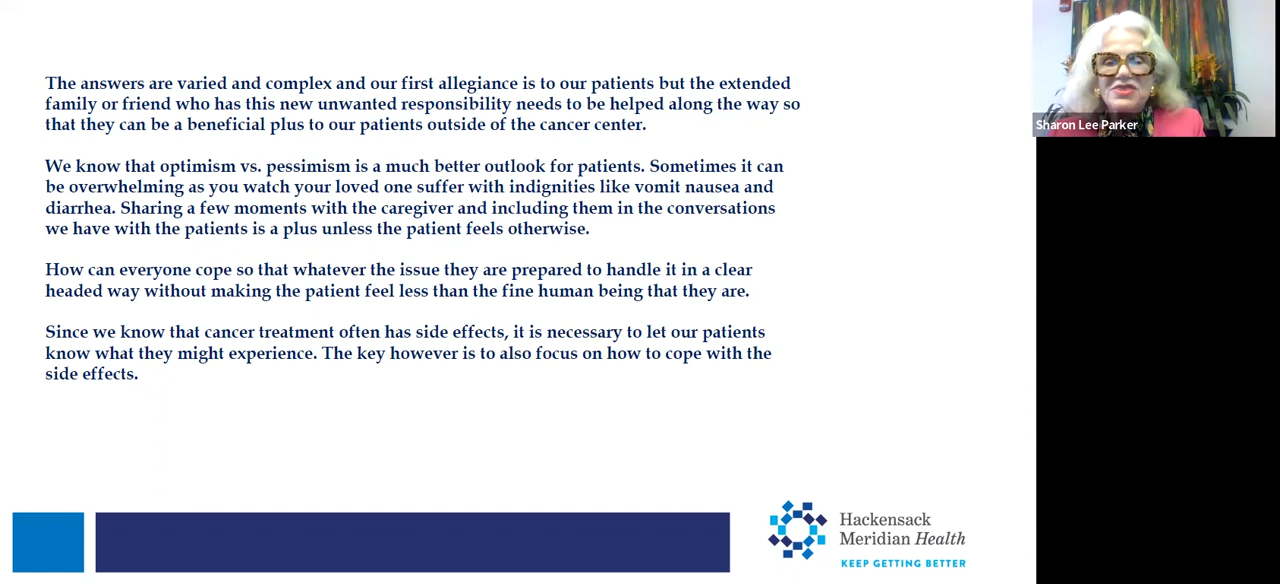 The answers are varied and complex and our first allegiance is to our patients but the extended
family or friend who has this new unwanted responsibility needs to be helped along the way so
that they can be a beneficial plus to our patients outside of the cancer center.
We know that optimism vs. pessimism is a much better outlook for patients. Sometimes it can
be overwhelming as you watch your loved one suffer with indignities like vomit nausea and
diarrhea. Sharing a few moments with the caregiver and including them in the conversations
we have with the patients is a plus unless the patient feels otherwise.
How can everyone cope so that whatever the issue they are prepared to handle it in a clear
headed way without making the patient feel less than the fine human being that they are.
Since we know that cancer treatment often has side effects, it is necessary to let our patients
know what they might experience. The key however is to also focus on how to cope with the
side effects.
Hackensack
Meridian Health
KEEP GETTING BETTER
Sharon Lee Parker